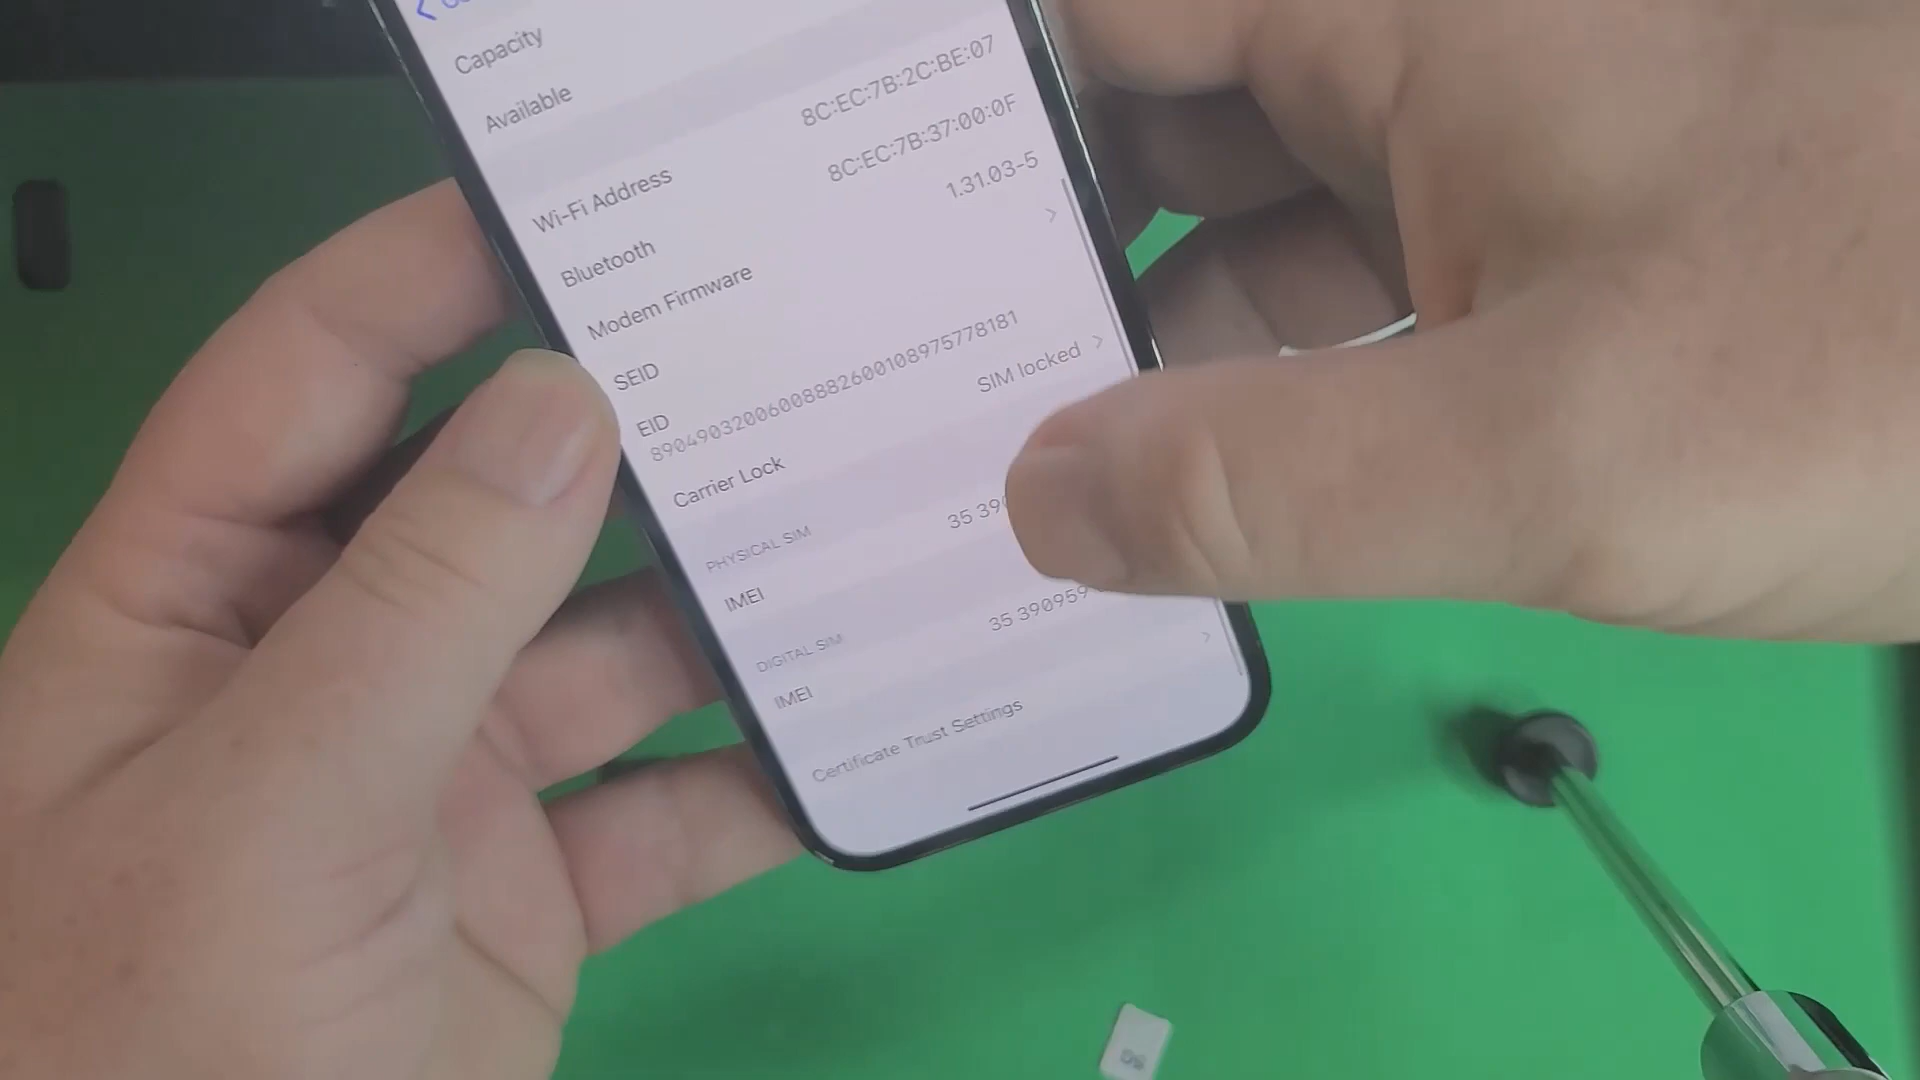 Capacity
Available
Wi-Fi Address 8C:EC:7B:2C:BE:07
Bluetooth 8C:EC:7B:37:00:0F
Modem Firmware 1.31.03-5
SEID
EID
89049032006008882600108975778181
Carrier Lock SIM locked
PHYSICAL SIM
IMEI 35 390
DIGITAL SIM
IMEI 35 390959
Certificate Trust Settings